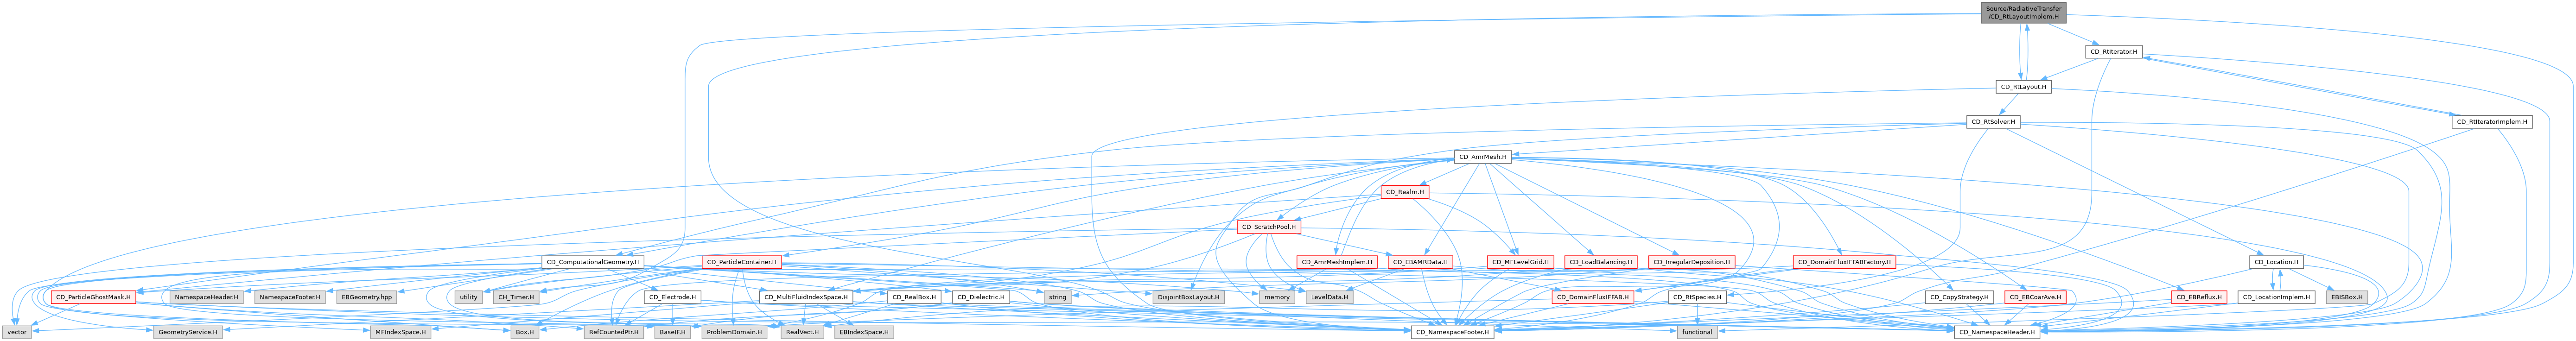 Source/RadiativeTransfer
/CD_RtLayoutImplem.H
CD_RtIterator.H
CD_RtLayout.H
CD_RtSolver.H
CD_RtIteratorImplem.H
CD_AmrMesh.H
CD_Realm.H
CD_ScratchPool.H
CD_ComputationalGeometry.H
CD_ParticleContainer.H
CD_AmrMeshImplem.H
CD_EBAMRData.H
CD_MFLevelGrid.H
CD_LoadBalancing.H
CD_IrregularDeposition.H
CD_DomainFluxIFFABFactory.H
CD_Location.H
CD_ParticleGhostMask.H
NamespaceHeader.H
NamespaceFooter.H
EBGeometry.hpp
utility
CH_Timer.H
CD_Electrode.H
CD_MultiFluidIndexSpace.H
CD_RealBox.H
CD_Dielectric.H
string
DisjointBoxLayout.H
memory
LevelData.H
CD_DomainFluxIFFAB.H
CD_RtSpecies.H
CD_CopyStrategy.H
CD_EBCoarAve.H
CD_EBReflux.H
CD_LocationImplem.H
EBISBox.H
vector
GeometryService.H
MFIndexSpace.H
Box.H
RefCountedPtr.H
BaseIF.H
ProblemDomain.H
RealVect.H
EBIndexSpace.H
CD_NamespaceFooter.H
functional
CD_NamespaceHeader.H